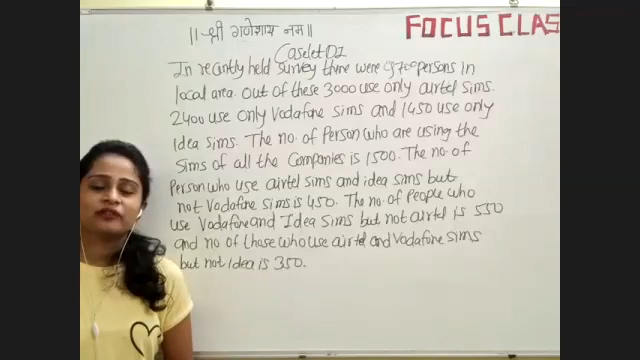 ॥ श्री गणेशाय नमः ॥
FOCUS CLAS
Caselet DI
In recently held survey there were 9700 persons in
local area. Out of these 3000 use only airtel sims.
2400 use only Vodafone sims and 1450 use only
Idea sims. The no. of Person who are using the
sims of all the Companies is 1500. The no. of
Person who use airtel sims and idea sims but
not Vodafone sims is 450. The no. of People who
use Vodafone and Idea Sims but not airtel is 550
and no of those who use airtel and Vodafone sims
but not Idea is 350.